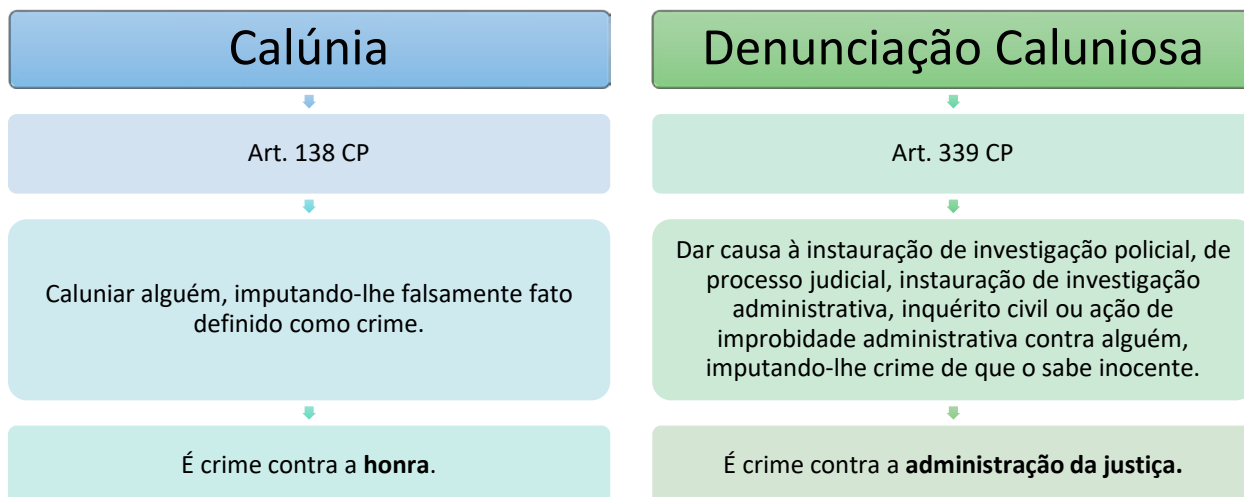 Calúnia
Art. 138 CP
Caluniar alguém, imputando-lhe falsamente fato
definido como crime.
É crime contra a honra.
Denunciação Caluniosa
Art. 339 CP
Dar causa à instauração de investigação policial, de
processo judicial, instauração de investigação
administrativa, inquérito civil ou ação de
improbidade administrativa contra alguém,
imputando-lhe crime de que o sabe inocente.
É crime contra a administração da justiça.